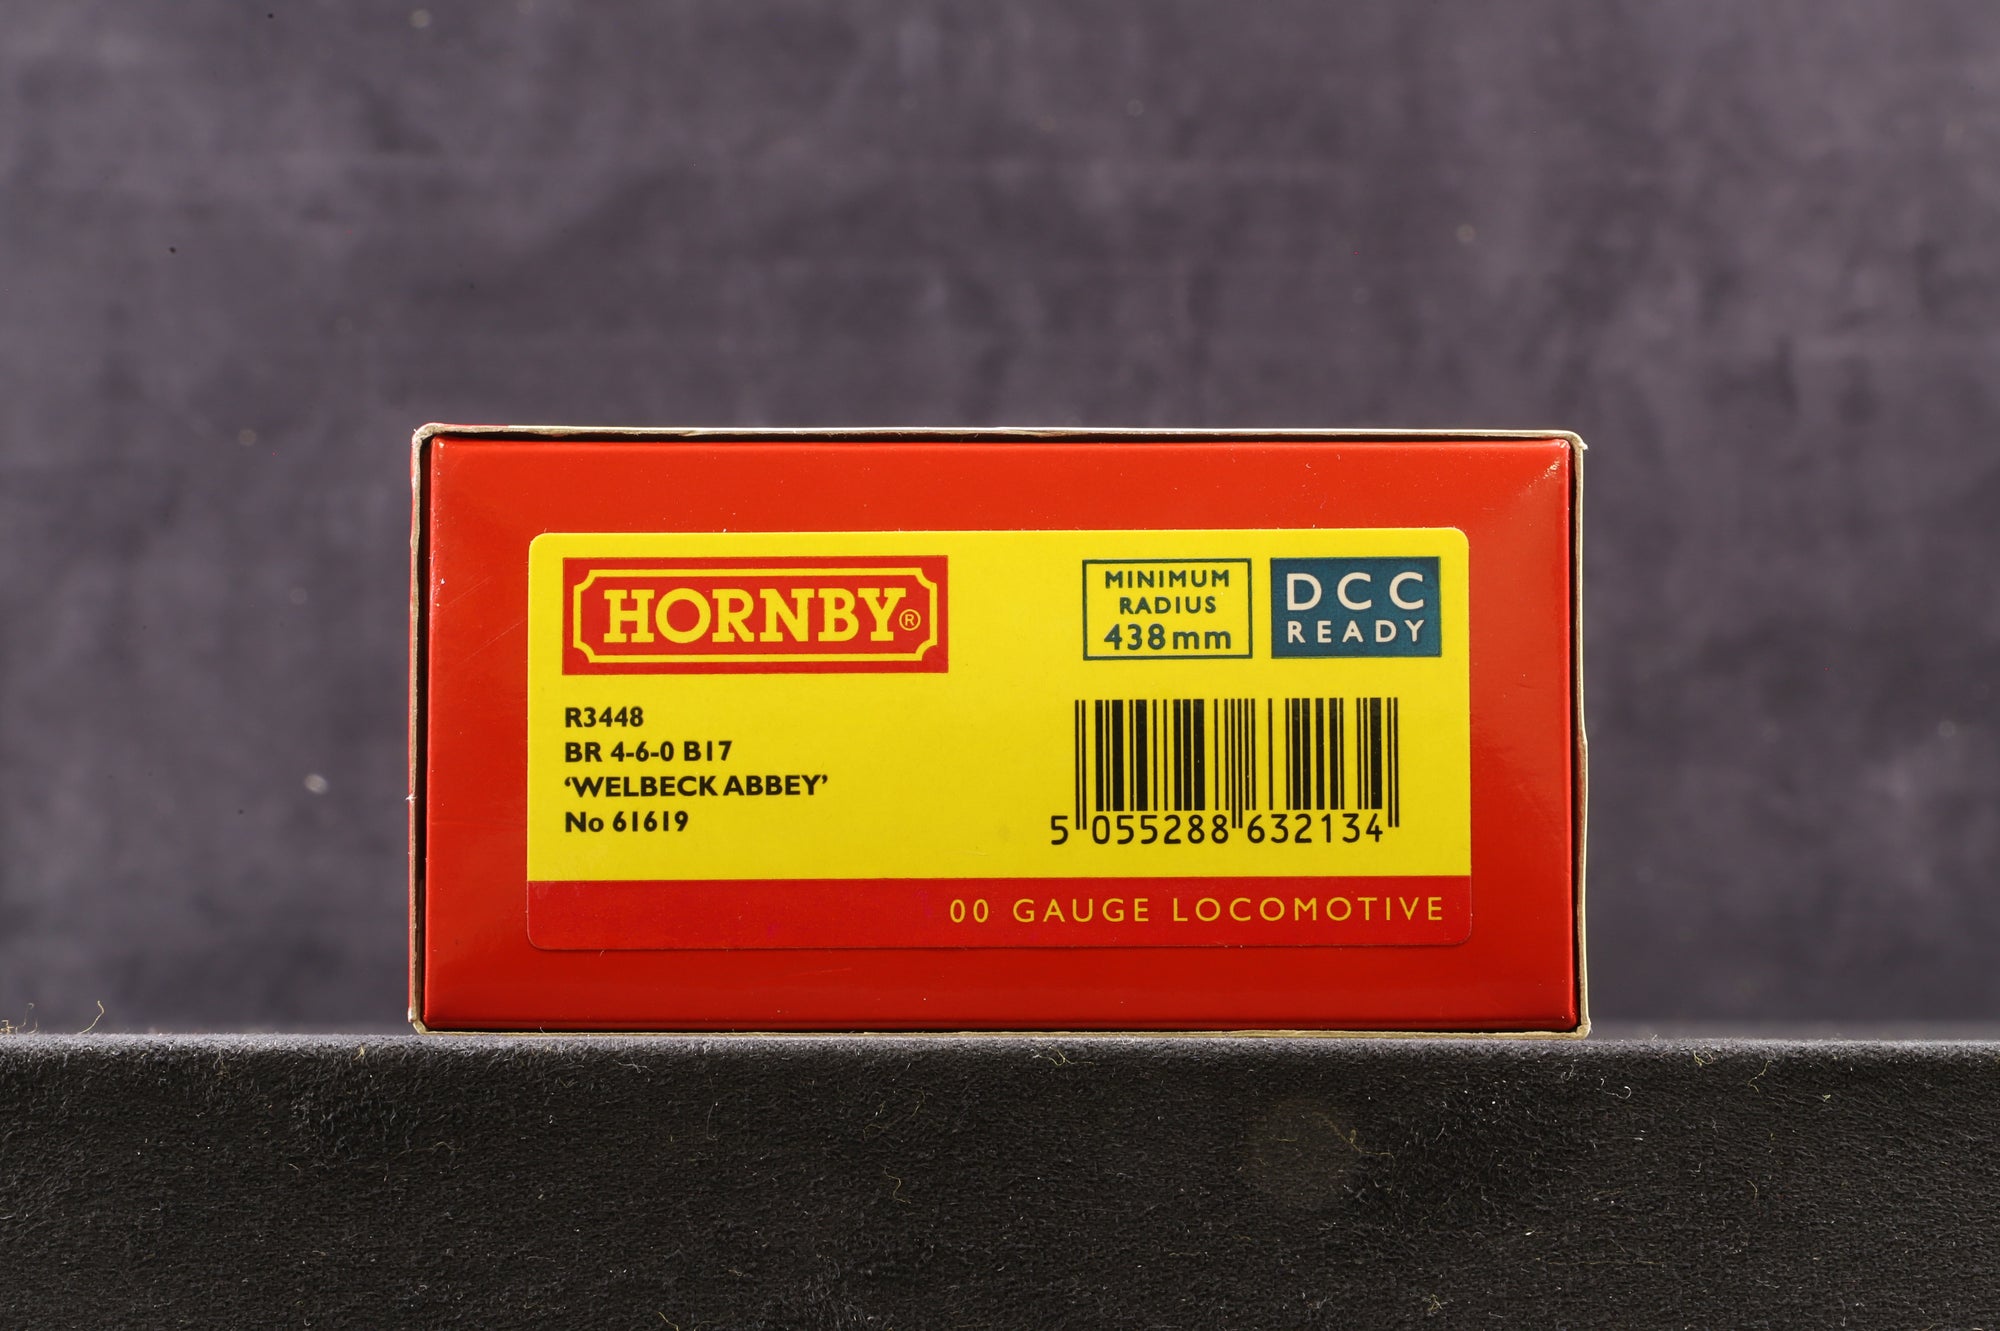 HORNBY®
MINIMUM
RADIUS
438mm
DCC
READY
R3448
BR 4-6-0 B17
‘WELBECK ABBEY’
No 61619
5 055288 632134
00 GAUGE LOCOMOTIVE